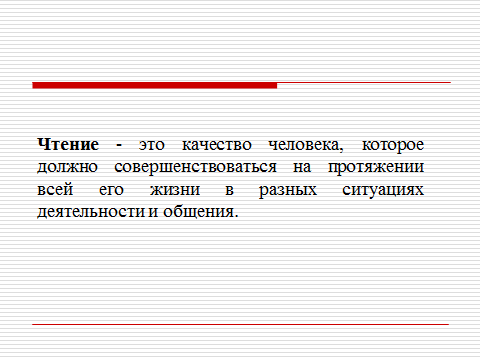 Чтение - это качество человека, которое
должно совершенствоваться на протяжении
всей его жизни в разных ситуациях
деятельности и общения.